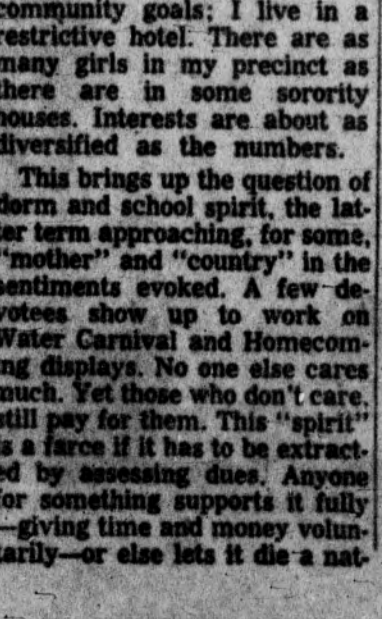 community goals: I live in a
restrictive hotel. There are as
many girls in my precinct as
there are in some sorority
houses. Interests are about as
diversified as the numbers.
This brings up the question of
dorm and school spirit, the lat-
ter term approaching, for some,
"mother" and "country" in the
sentiments evoked. A few de-
votees show up to work on
Water Carnival and Homecom-
ing displays. No one else cares
much. Yet those who don't care,
still pay for them. This "spirit"
is a farce if it has to be extract-
ed by assessing dues. Anyone
for something supports it fully
—giving time and money volun-
tarily—or else lets it die a nat-